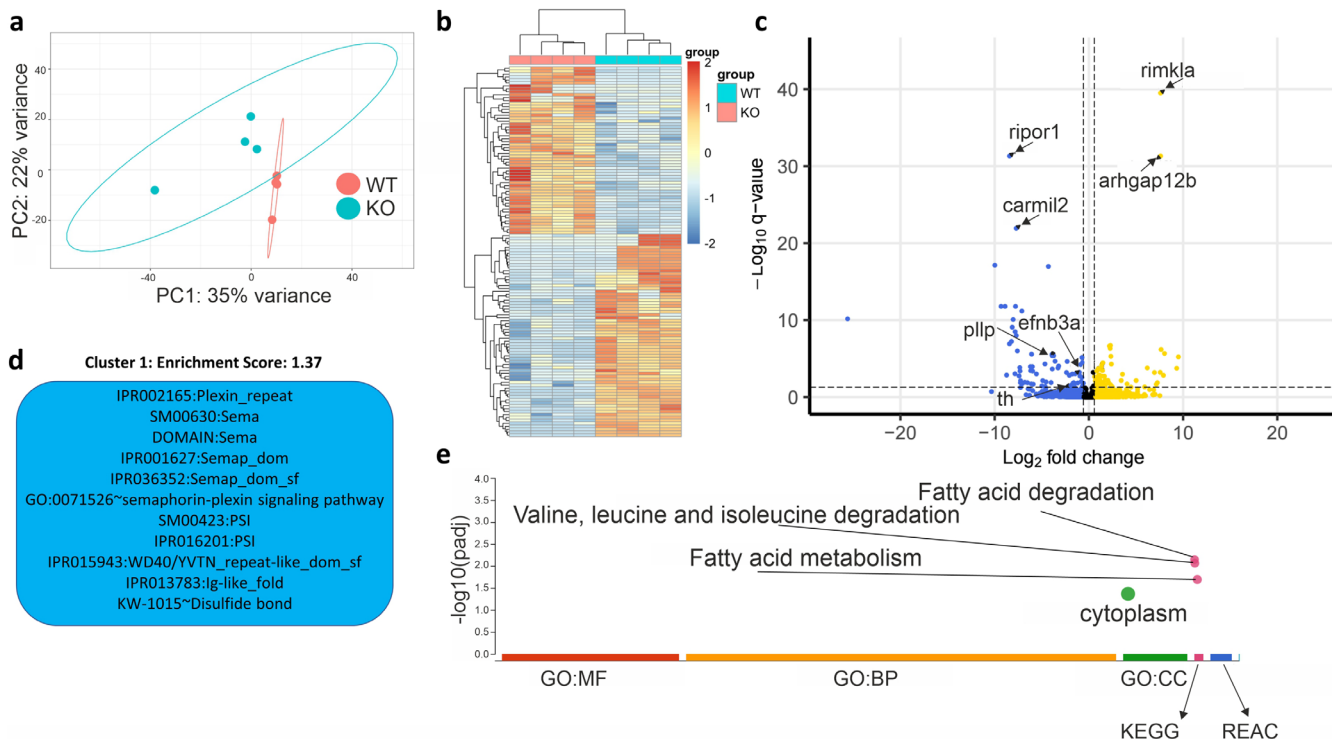 a
40
20
0
-20
-40
0
40
PC2: 22% variance
PC1: 35% variance
WT
KO
b
group
2
1
0
-1
-2
group
WT
KO
c
40
30
20
10
0
−20
−10
0
10
20
−Log10 q-value
Log2 fold change
rimkla
ripor1
arhgap12b
carmil2
pllp
efnb3a
th
d
Cluster 1: Enrichment Score: 1.37
IPR002165:Plexin_repeat
SM00630:Sema
DOMAIN:Sema
IPR001627:Semap_dom
IPR036352:Semap_dom_sf
GO:0071526~semaphorin-plexin signaling pathway
SM00423:PSI
IPR016201:PSI
IPR015943:WD40/YVTN_repeat-like_dom_sf
IPR013783:Ig-like_fold
KW-1015~Disulfide bond
e
4.0
3.5
3.0
2.5
2.0
1.5
1.0
0.5
0.0
-log10(padj)
Fatty acid degradation
Valine, leucine and isoleucine degradation
Fatty acid metabolism
cytoplasm
GO:MF
GO:BP
GO:CC
KEGG
REAC